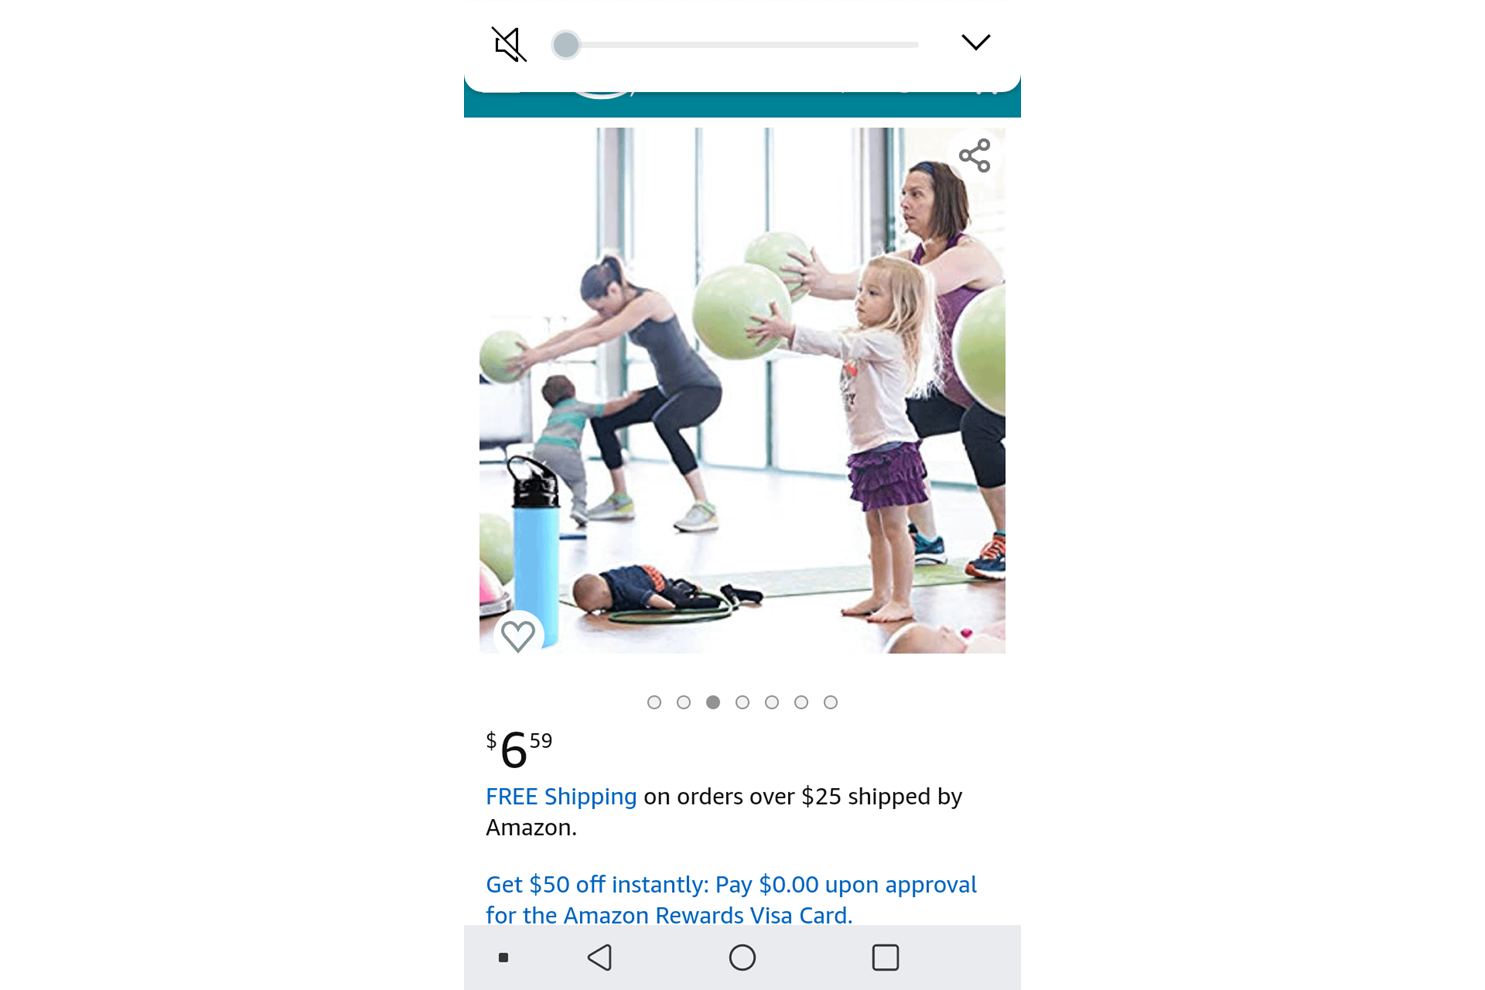 $6 59
FREE Shipping on orders over $25 shipped by
Amazon.
Get $50 off instantly: Pay $0.00 upon approval
for the Amazon Rewards Visa Card.